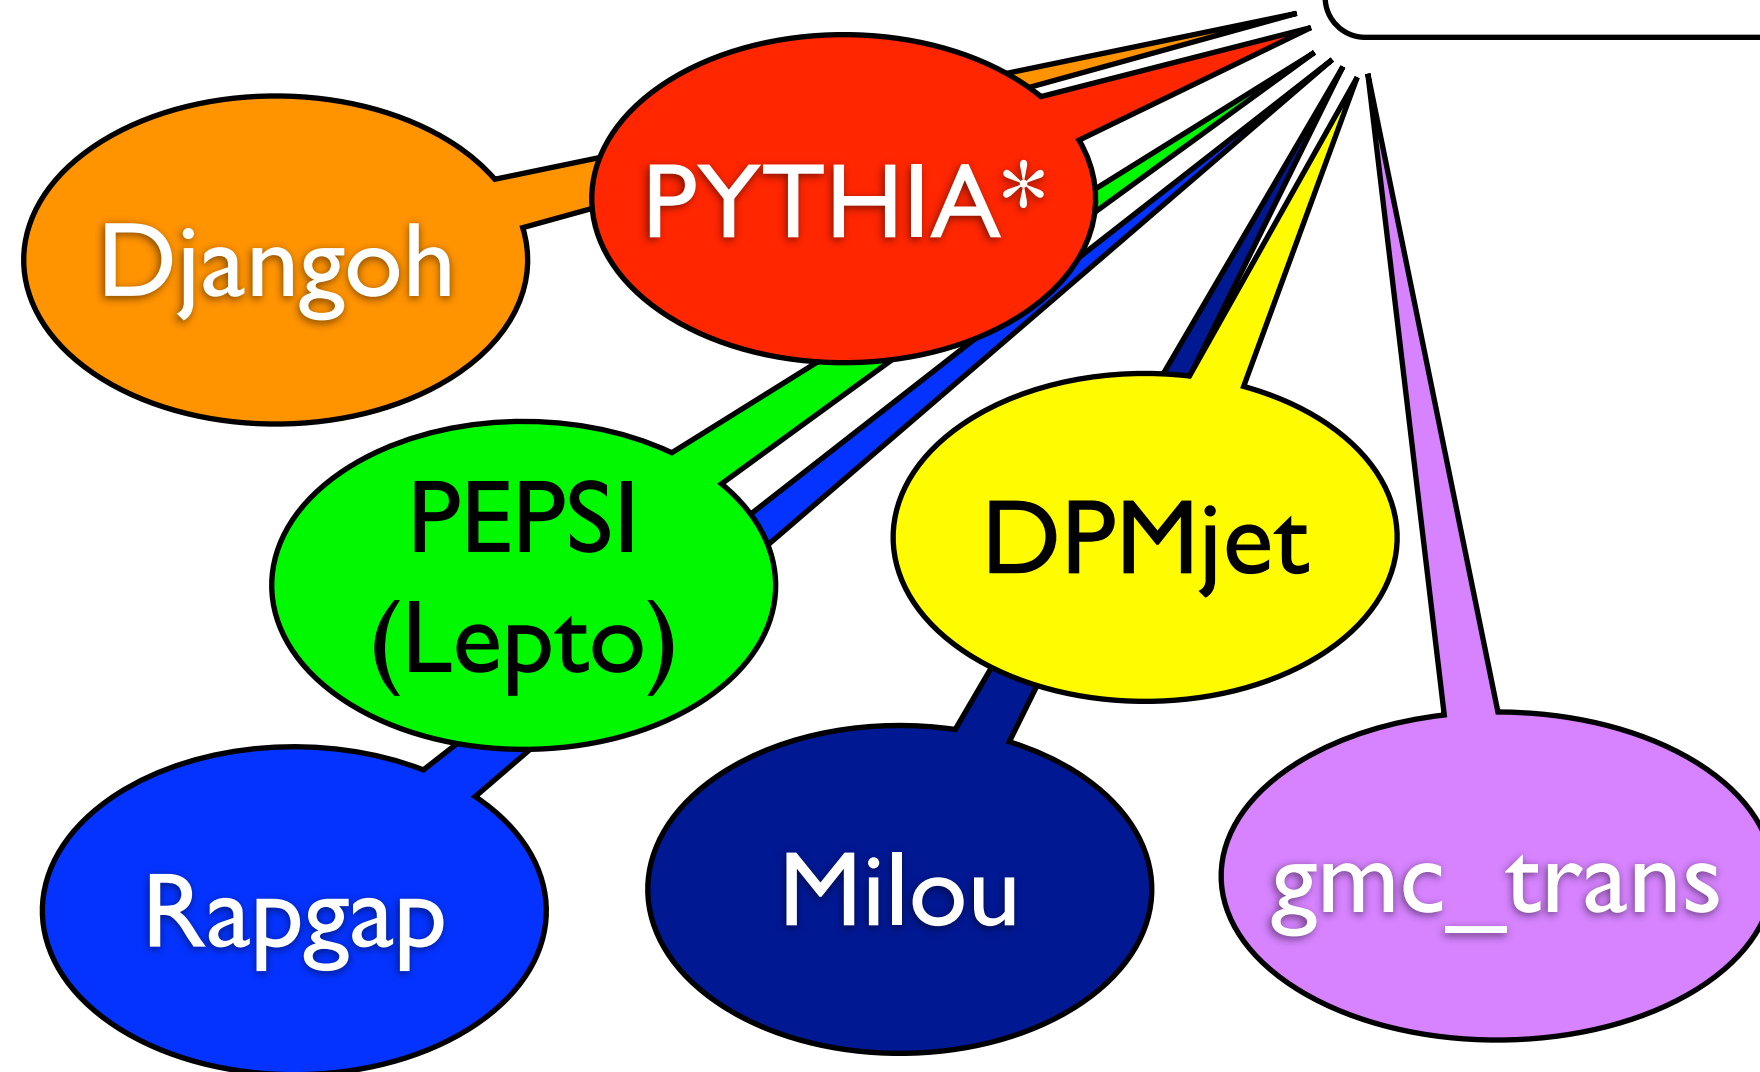 PYTHIA*
Djangoh
PEPSI
(Lepto)
DPMjet
Rapgap
Milou
gmc_trans